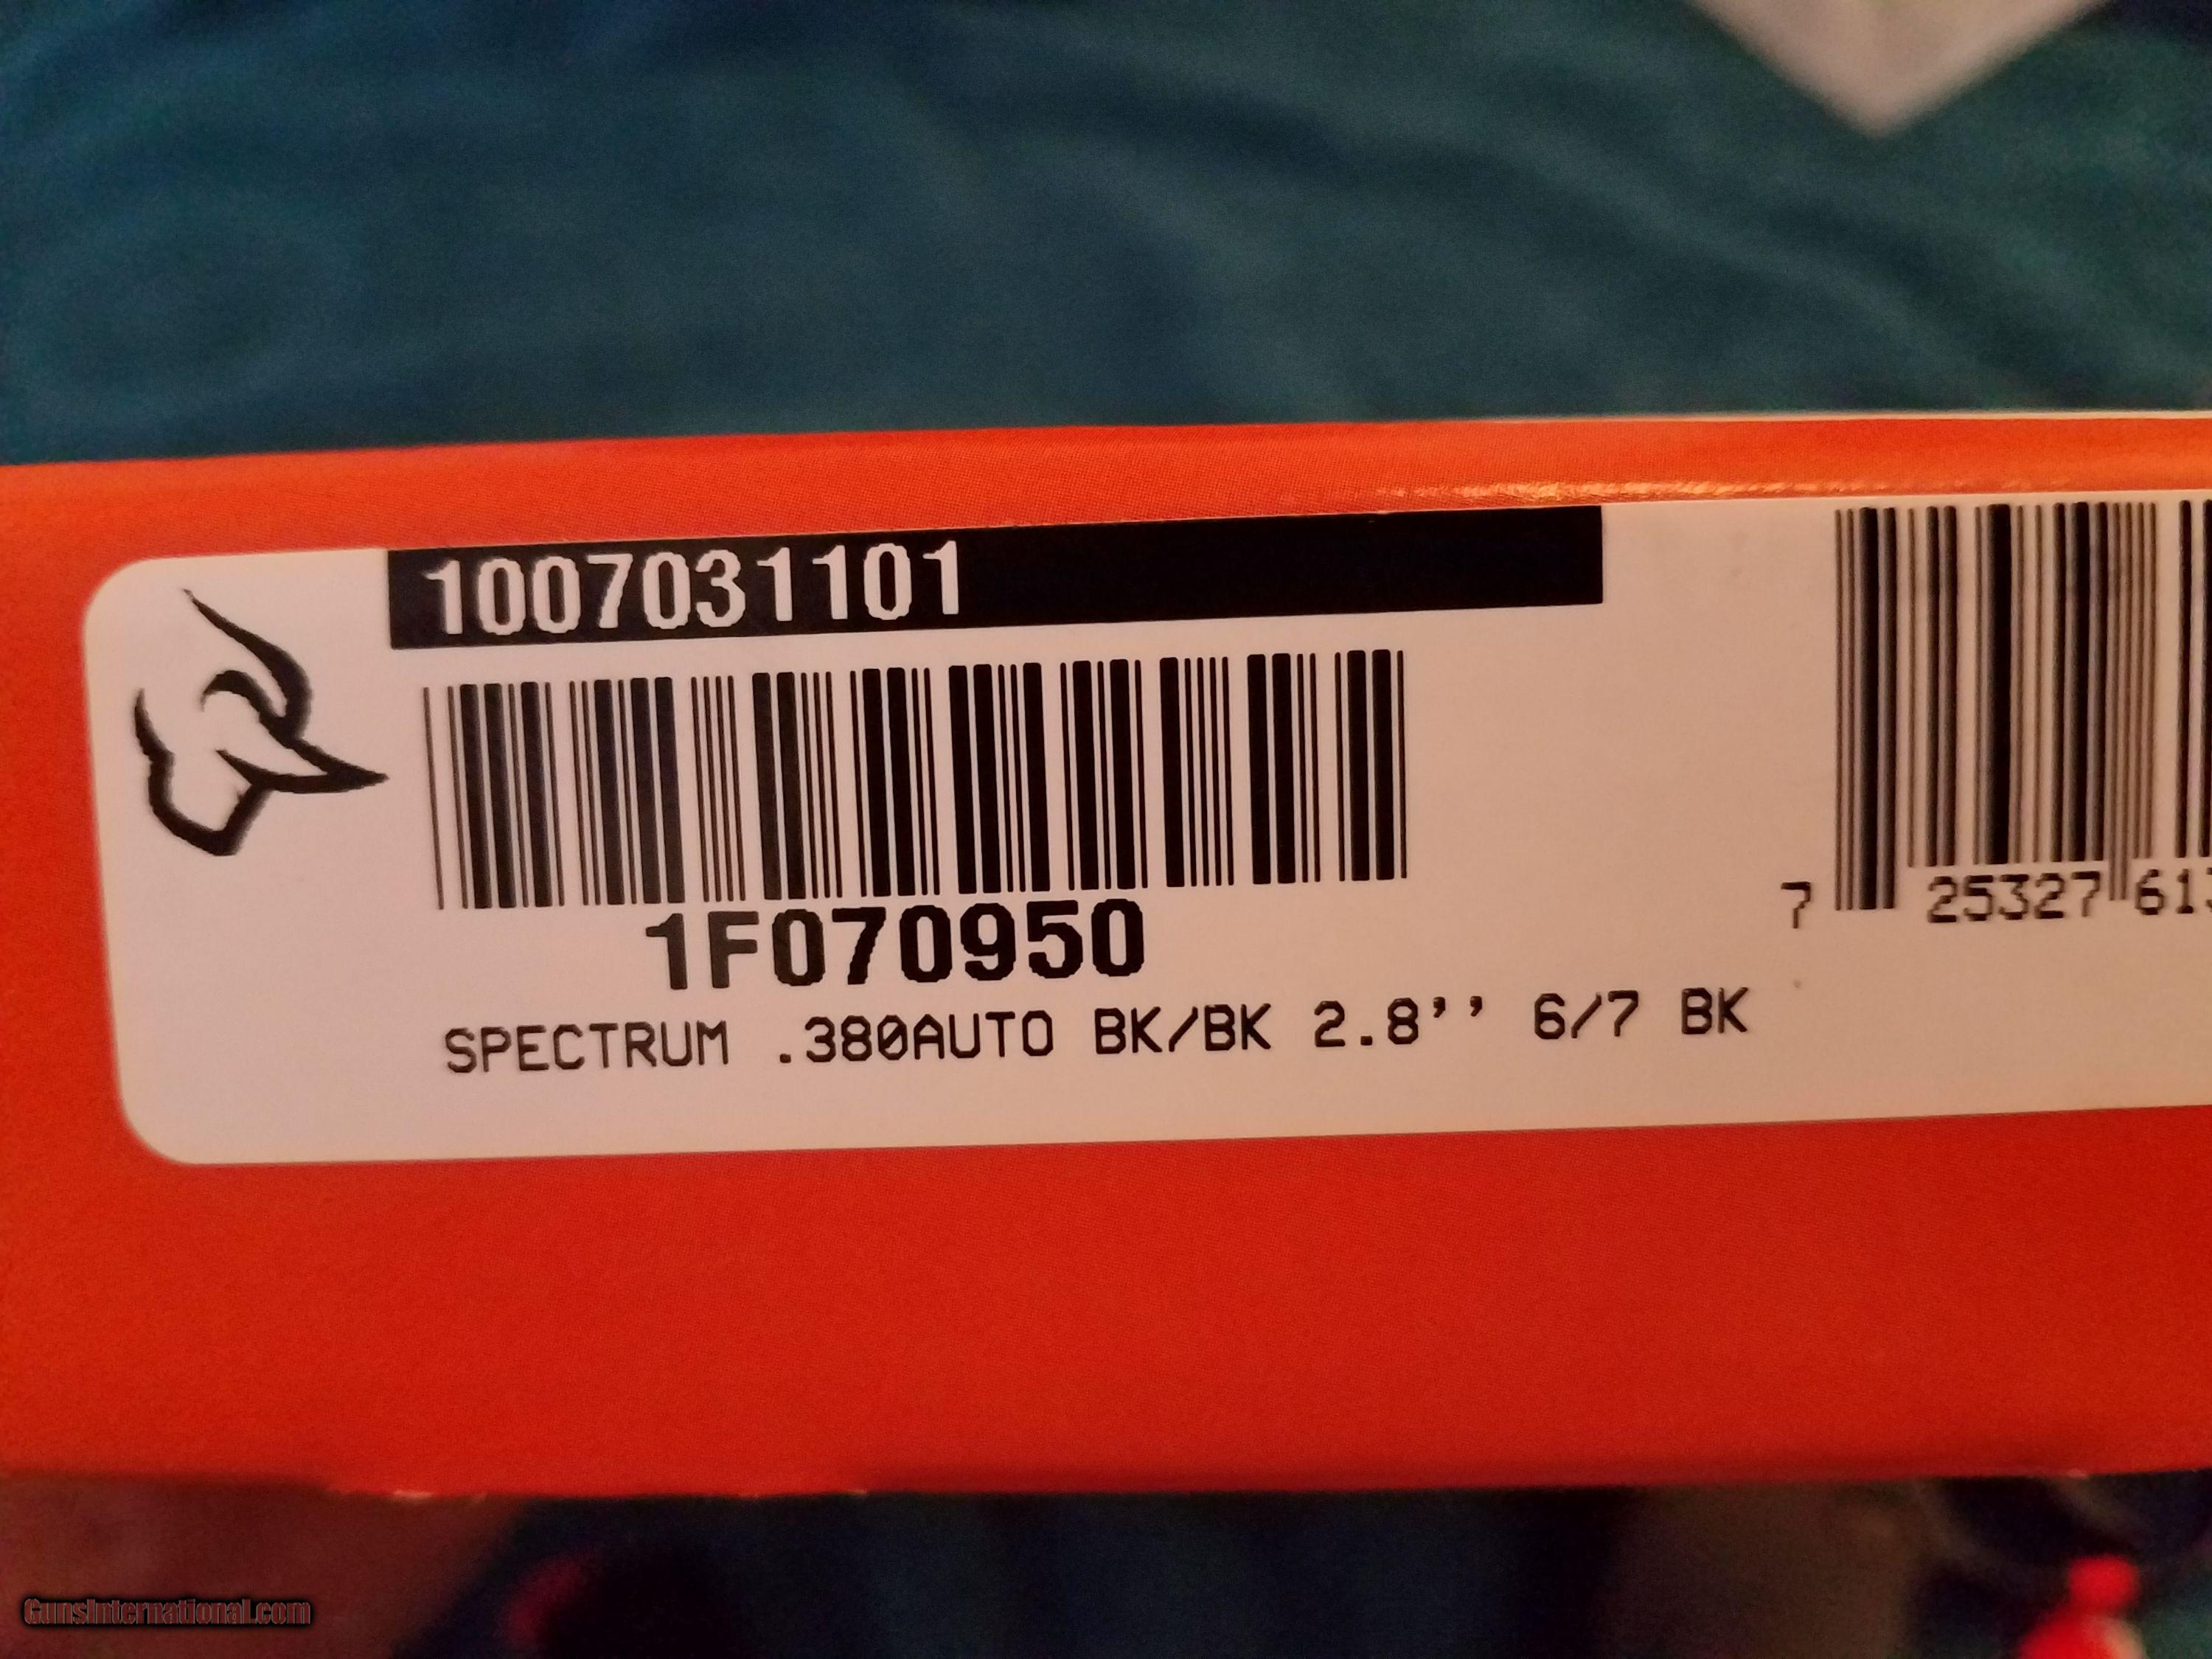 1007031101
1F070950
SPECTRUM .380AUTO BK/BK 2.8'' 6/7 BK
7 25327 61
GunsInternational.com